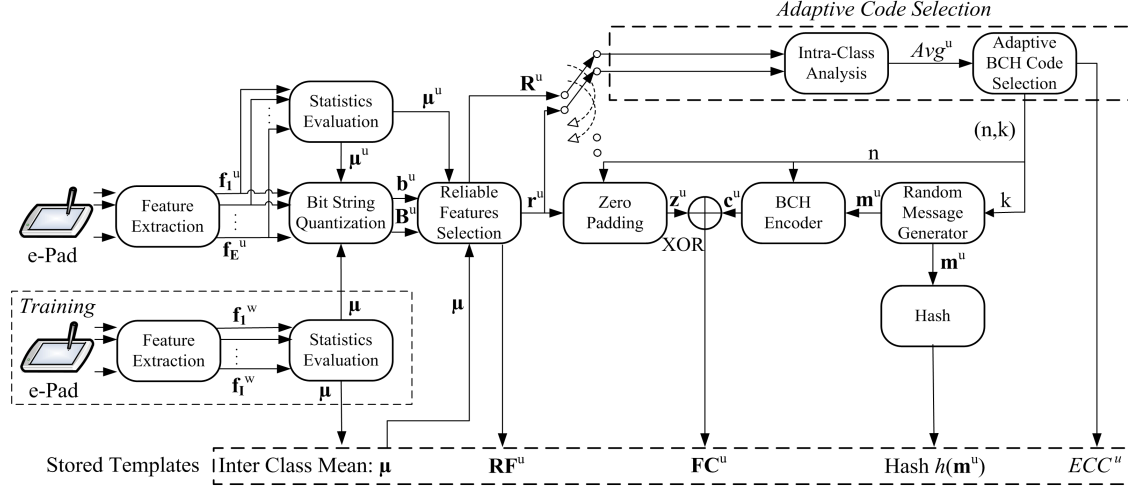 Adaptive Code Selection
Intra-Class
Analysis
Avg^u
Adaptive
BCH Code
Selection
R^u
(n,k)
Statistics
Evaluation
μ^u
μ^u
n
k
e-Pad
Feature
Extraction
f_1^u
⋮
⋮
f_E^u
Bit String
Quantization
b^u
B^u
Reliable
Features
Selection
r^u
Zero
Padding
z^u
XOR
c^u
BCH
Encoder
m^u
Random
Message
Generator
m^u
Hash
Training
e-Pad
Feature
Extraction
f_1^w
⋮
f_I^w
Statistics
Evaluation
μ
μ
μ
Stored Templates
Inter Class Mean: μ
RF^u
FC^u
Hash h(m^u)
ECC^u